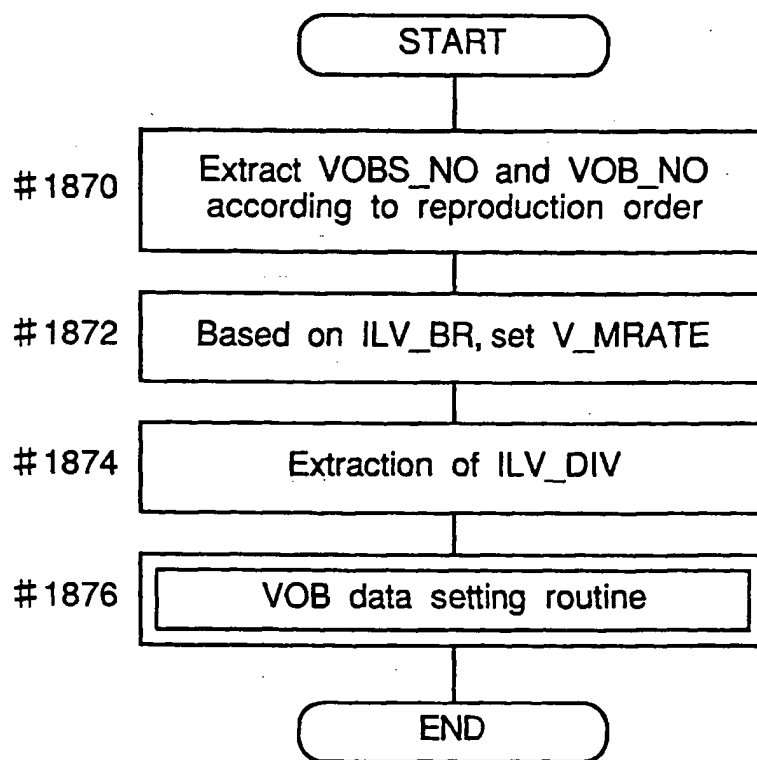 START
#1870
Extract VOBS_NO and VOB_NO
according to reproduction order
#1872
Based on ILV_BR, set V_MRATE
#1874
Extraction of ILV_DIV
#1876
VOB data setting routine
END